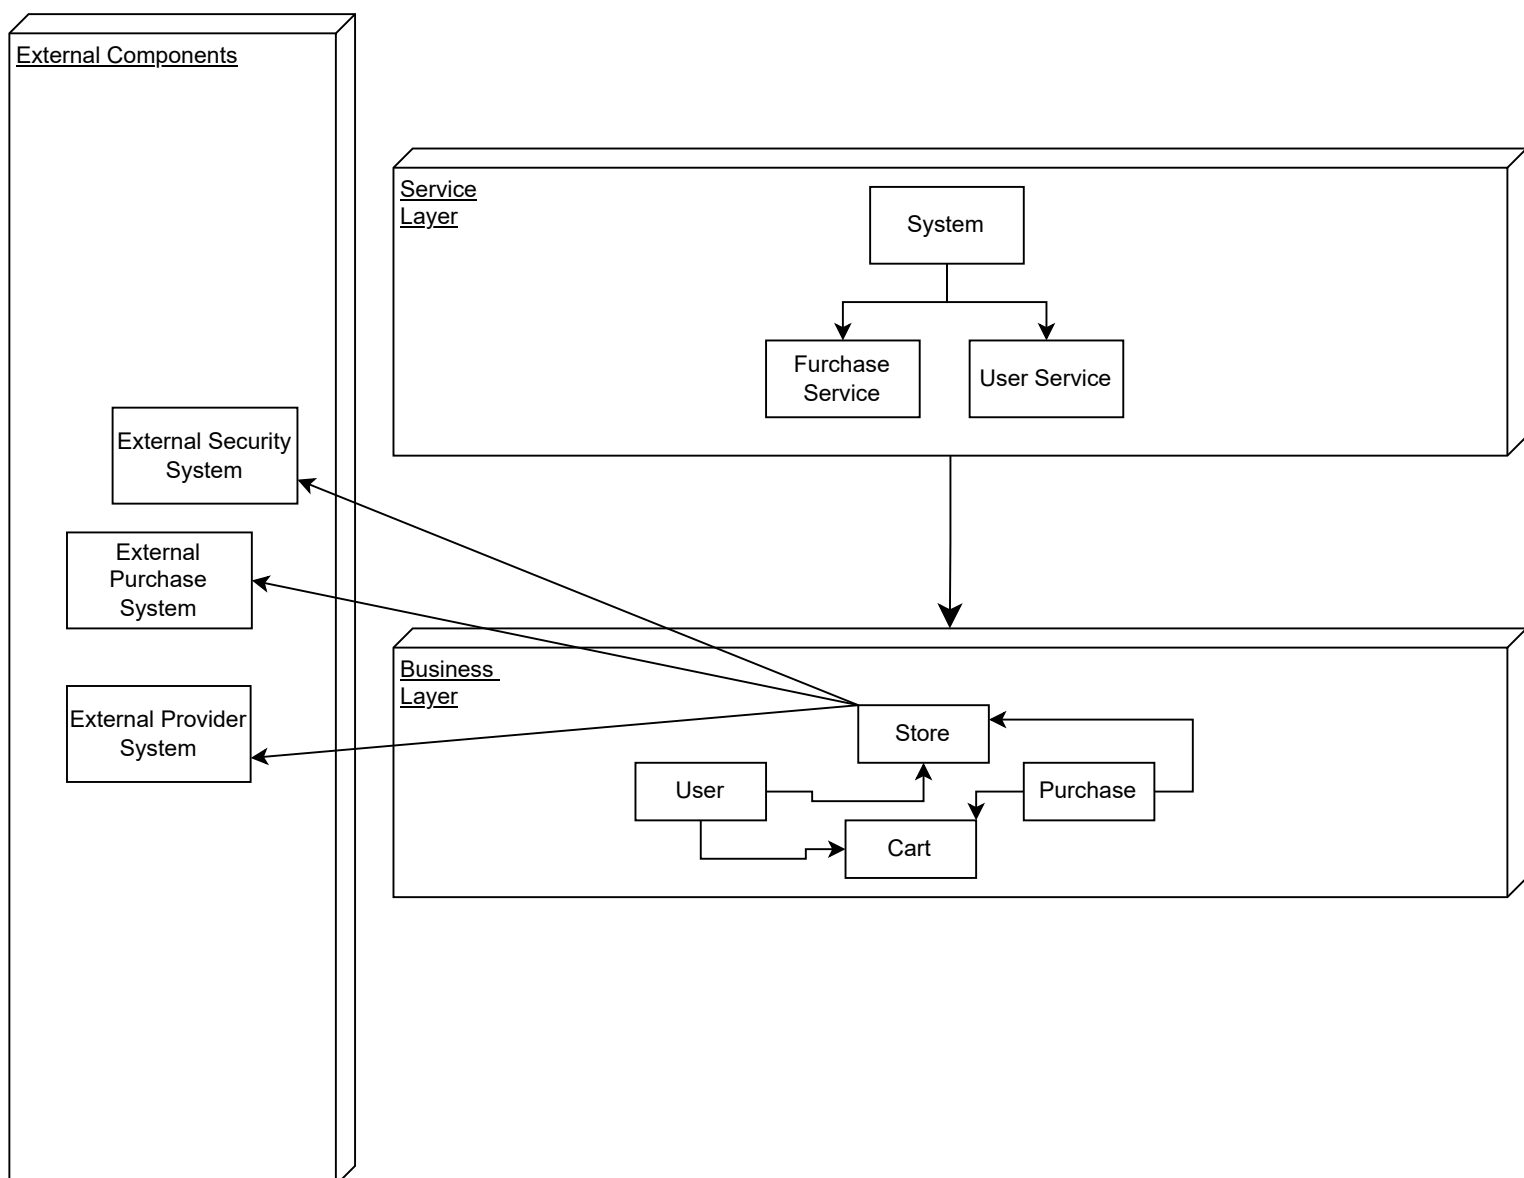 External Components
Service
Layer
System
Furchase
Service
User Service
External Security
System
External
Purchase
System
External Provider
System
Business
Layer
Store
User
Purchase
Cart